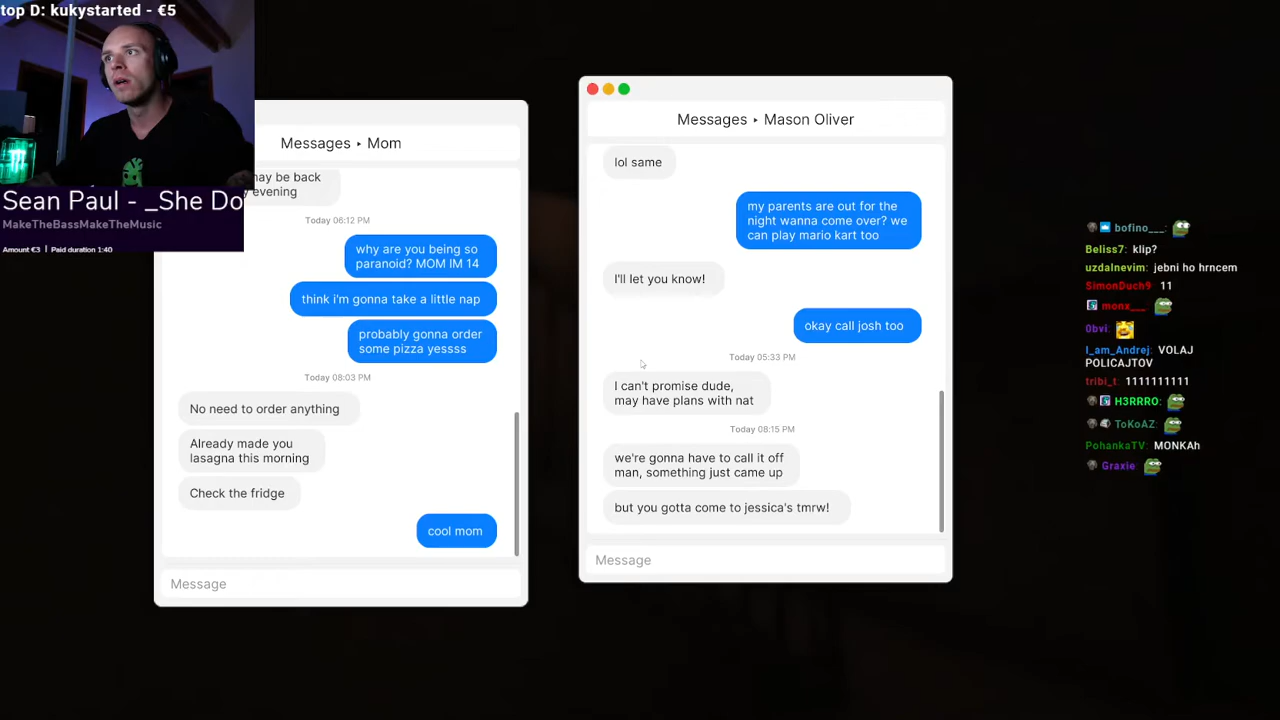 top D: kukystarted - €5
Sean Paul - _She Do
MakeTheBassMakeTheMusic
Amount €3 | Paid duration 1:40
Messages ▸ Mom
may be back
evening
Today 06:12 PM
why are you being so
paranoid? MOM IM 14
think i'm gonna take a little nap
probably gonna order
some pizza yessss
Today 08:03 PM
No need to order anything
Already made you
lasagna this morning
Check the fridge
cool mom
Message
Messages ▸ Mason Oliver
lol same
my parents are out for the
night wanna come over? we
can play mario kart too
I'll let you know!
okay call josh too
Today 05:33 PM
I can't promise dude,
may have plans with nat
Today 08:15 PM
we're gonna have to call it off
man, something just came up
but you gotta come to jessica's tmrw!
Message
bofino___:
Beliss7: klip?
uzdalnevim: jebni ho hrncem
SimonDuch9 11
monx___:
0bvi:
I_am_Andrej: VOLAJ
POLICAJTOV
tribi_t: 1111111111
H3RRRO:
ToKoAZ:
PohankaTV: MONKAh
Graxie: